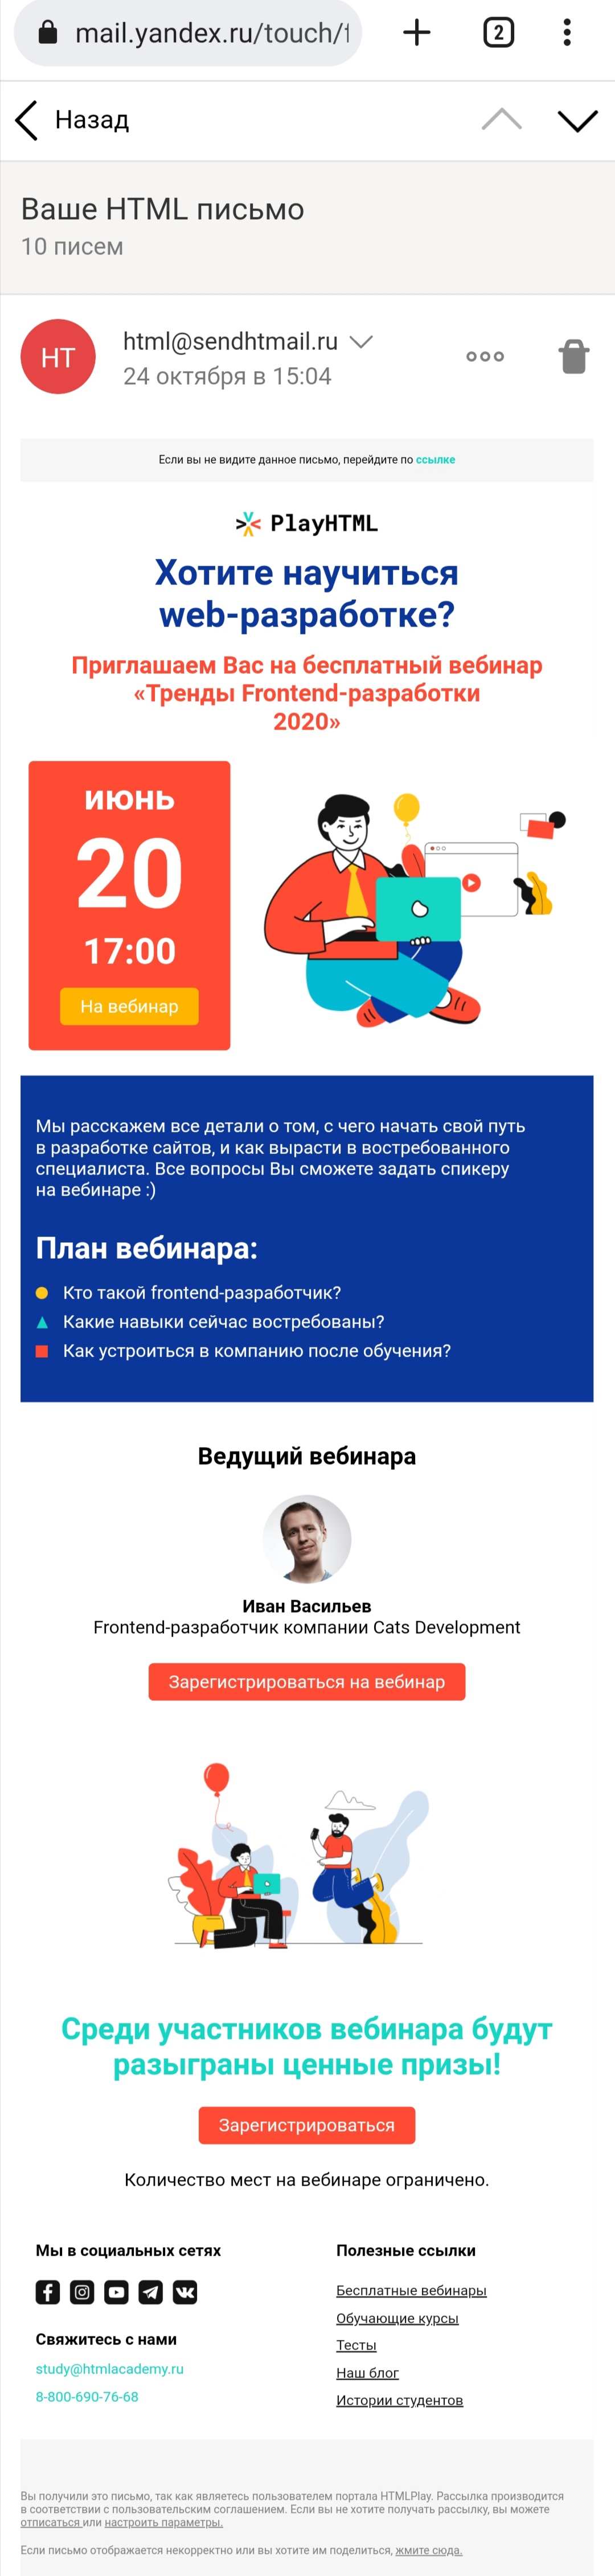 mail.yandex.ru/touch/
2
Назад
Ваше HTML письмо
10 писем
HT
html@sendhtmail.ru
24 октября в 15:04
Если вы не видите данное письмо, перейдите по ссылке
PlayHTML
Хотите научиться
web-разработке?
Приглашаем Вас на бесплатный вебинар
«Тренды Frontend-разработки
2020»
июнь
20
17:00
На вебинар
Мы расскажем все детали о том, с чего начать свой путь
в разработке сайтов, и как вырасти в востребованного
специалиста. Все вопросы Вы сможете задать спикеру
на вебинаре :)
План вебинара:
Кто такой frontend-разработчик?
Какие навыки сейчас востребованы?
Как устроиться в компанию после обучения?
Ведущий вебинара
Иван Васильев
Frontend-разработчик компании Cats Development
Зарегистрироваться на вебинар
Среди участников вебинара будут
разыграны ценные призы!
Зарегистрироваться
Количество мест на вебинаре ограничено.
Мы в социальных сетях
Свяжитесь с нами
study@htmlacademy.ru
8-800-690-76-68
Полезные ссылки
Бесплатные вебинары
Обучающие курсы
Тесты
Наш блог
Истории студентов
Вы получили это письмо, так как являетесь пользователем портала HTMLPlay. Рассылка производится
в соответствии с пользовательским соглашением. Если вы не хотите получать рассылку, вы можете
отписаться или настроить параметры.
Если письмо отображается некорректно или вы хотите им поделиться, жмите сюда.